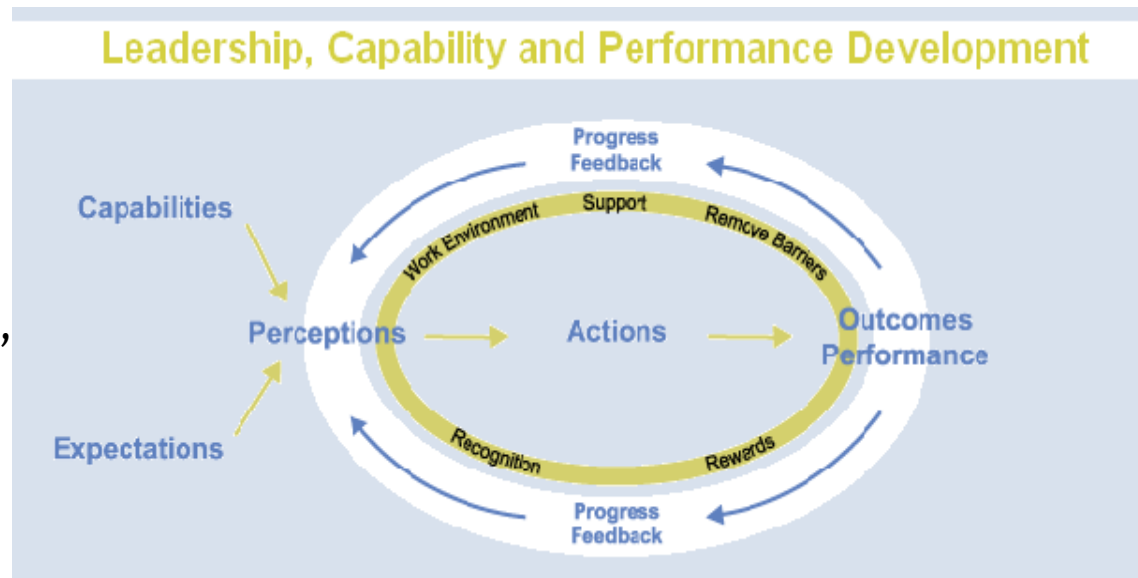 Leadership, Capability and Performance Development
Progress
Feedback
Capabilities
Work Environment
Support
Remove Barriers
,
Perceptions
Actions
Outcomes
Performance
Expectations
Recognition
Rewards
Progress
Feedback